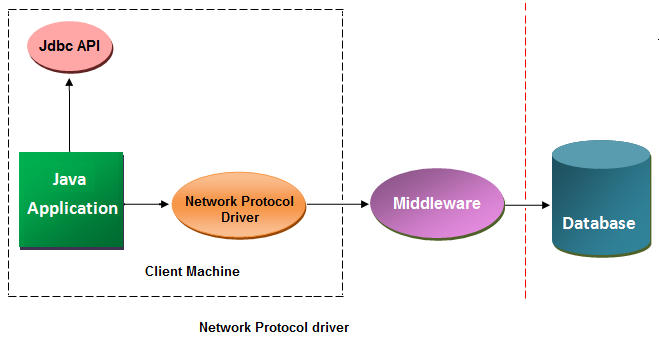 Jdbc API
Java
Application
Network Protocol
Driver
Middleware
Database
Client Machine
Network Protocol driver